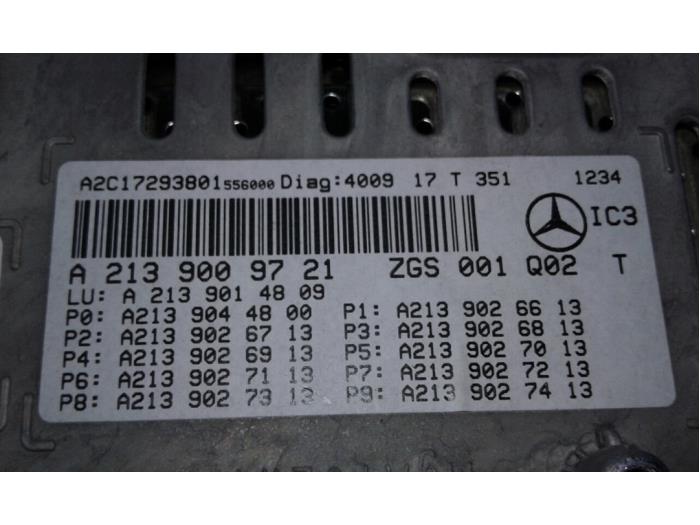 A2C17293801556000 Diag:4009 17 T 351 1234
IC3
A 213 900 97 21 ZGS 001 Q02 T
LU: A 213 901 48 09
P0: A213 904 48 00 P1: A213 902 66 13
P2: A213 902 67 13 P3: A213 902 68 13
P4: A213 902 69 13 P5: A213 902 70 13
P6: A213 902 71 13 P7: A213 902 72 13
P8: A213 902 73 13 P9: A213 902 74 13